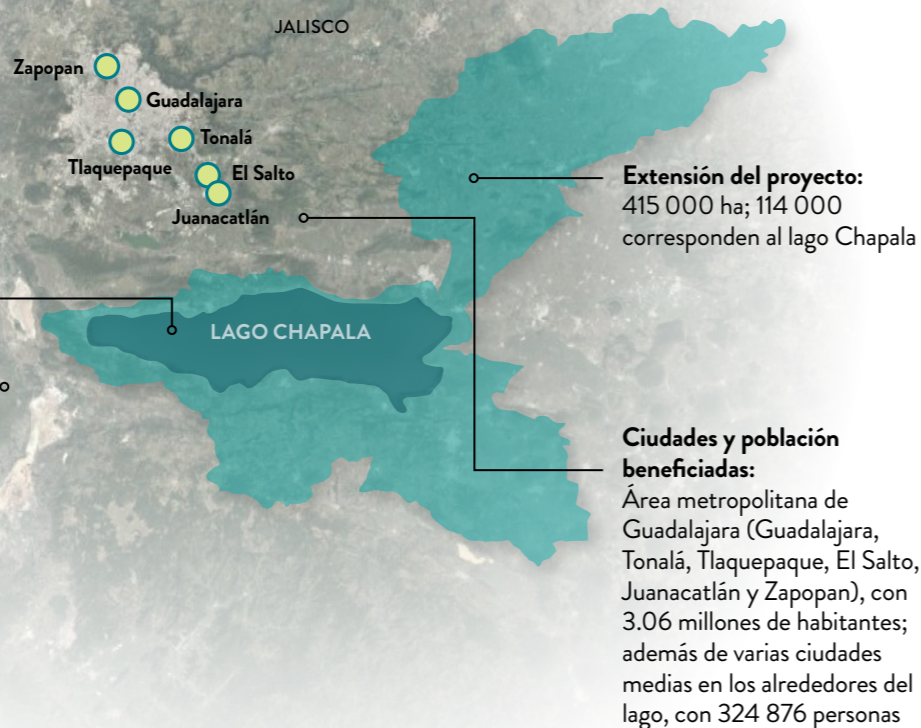 JALISCO
Zapopan
Guadalajara
Tonalá
Tlaquepaque
El Salto
Juanacatlán
Extensión del proyecto:
415 000 ha; 114 000
corresponden al lago Chapala
LAGO CHAPALA
Ciudades y población
beneficiadas:
Área metropolitana de
Guadalajara (Guadalajara,
Tonalá, Tlaquepaque, El Salto,
Juanacatlán y Zapopan), con
3.06 millones de habitantes;
además de varias ciudades
medias en los alrededores del
lago, con 324 876 personas